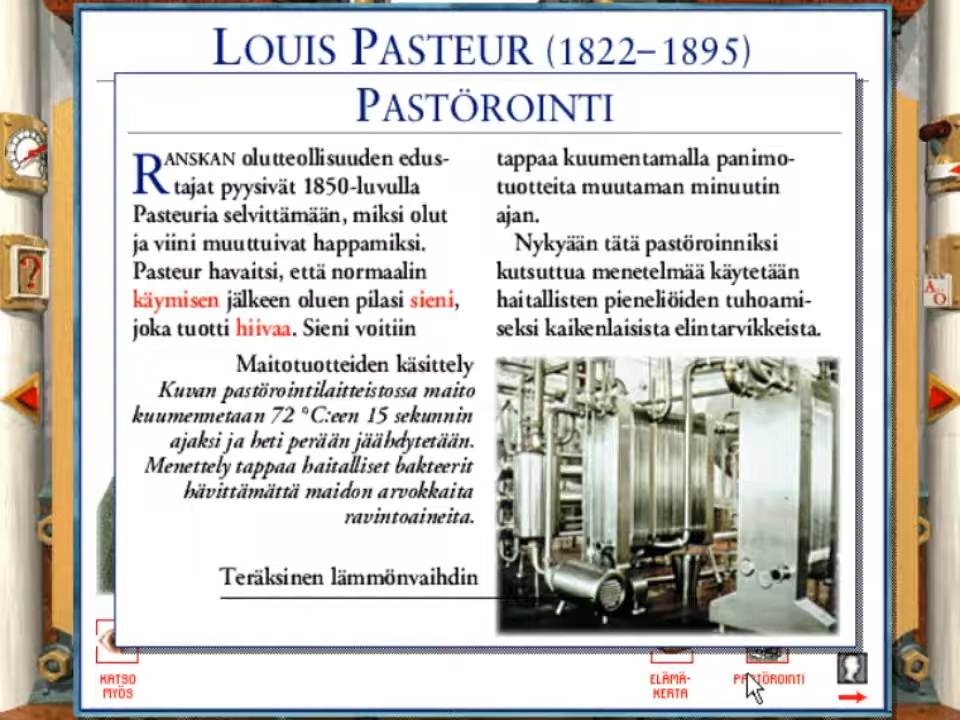 LOUIS PASTEUR (1822–1895)
PASTÖROINTI
RANSKAN olutteollisuuden edus-
tajat pyysivät 1850-luvulla
Pasteuria selvittämään, miksi olut
ja viini muuttuivat happamiksi.
Pasteur havaitsi, että normaalin
käymisen jälkeen oluen pilasi sieni,
joka tuotti hiivaa. Sieni voitiin
tappaa kuumentamalla panimo-
tuotteita muutaman minuutin
ajan.
Nykyään tätä pastöroinniksi
kutsuttua menetelmää käytetään
haitallisten pieneliöiden tuhoami-
seksi kaikenlaisista elintarvikkeista.
Maitotuotteiden käsittely
Kuvan pastörointilaitteistossa maito
kuumennetaan 72 °C:een 15 sekunnin
ajaksi ja heti perään jäähdytetään.
Menettely tappaa haitalliset bakteerit
hävittämättä maidon arvokkaita
ravintoaineita.
Teräksinen lämmönvaihdin
KATSO
MYÖS
ELÄMÄ-
KERTA
PASTÖROINTI
?
A...
Ö